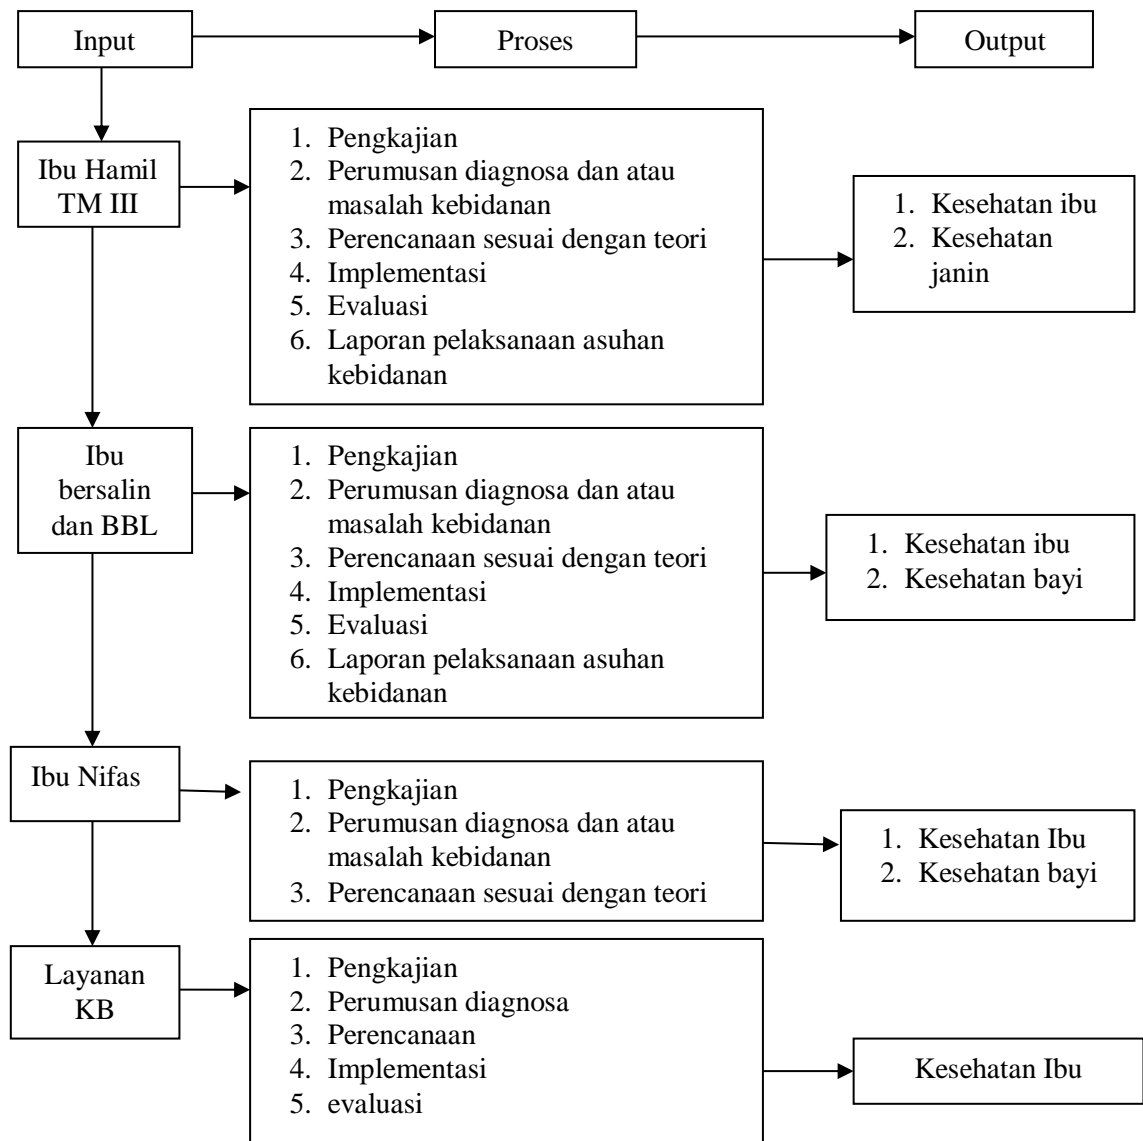 Input
Proses
Output
Ibu Hamil
TM III
1. Pengkajian
2. Perumusan diagnosa dan atau
masalah kebidanan
3. Perencanaan sesuai dengan teori
4. Implementasi
5. Evaluasi
6. Laporan pelaksanaan asuhan
kebidanan
1. Kesehatan ibu
2. Kesehatan
janin
Ibu
bersalin
dan BBL
1. Pengkajian
2. Perumusan diagnosa dan atau
masalah kebidanan
3. Perencanaan sesuai dengan teori
4. Implementasi
5. Evaluasi
6. Laporan pelaksanaan asuhan
kebidanan
1. Kesehatan ibu
2. Kesehatan bayi
Ibu Nifas
1. Pengkajian
2. Perumusan diagnosa dan atau
masalah kebidanan
3. Perencanaan sesuai dengan teori
1. Kesehatan Ibu
2. Kesehatan bayi
Layanan
KB
1. Pengkajian
2. Perumusan diagnosa
3. Perencanaan
4. Implementasi
5. evaluasi
Kesehatan Ibu